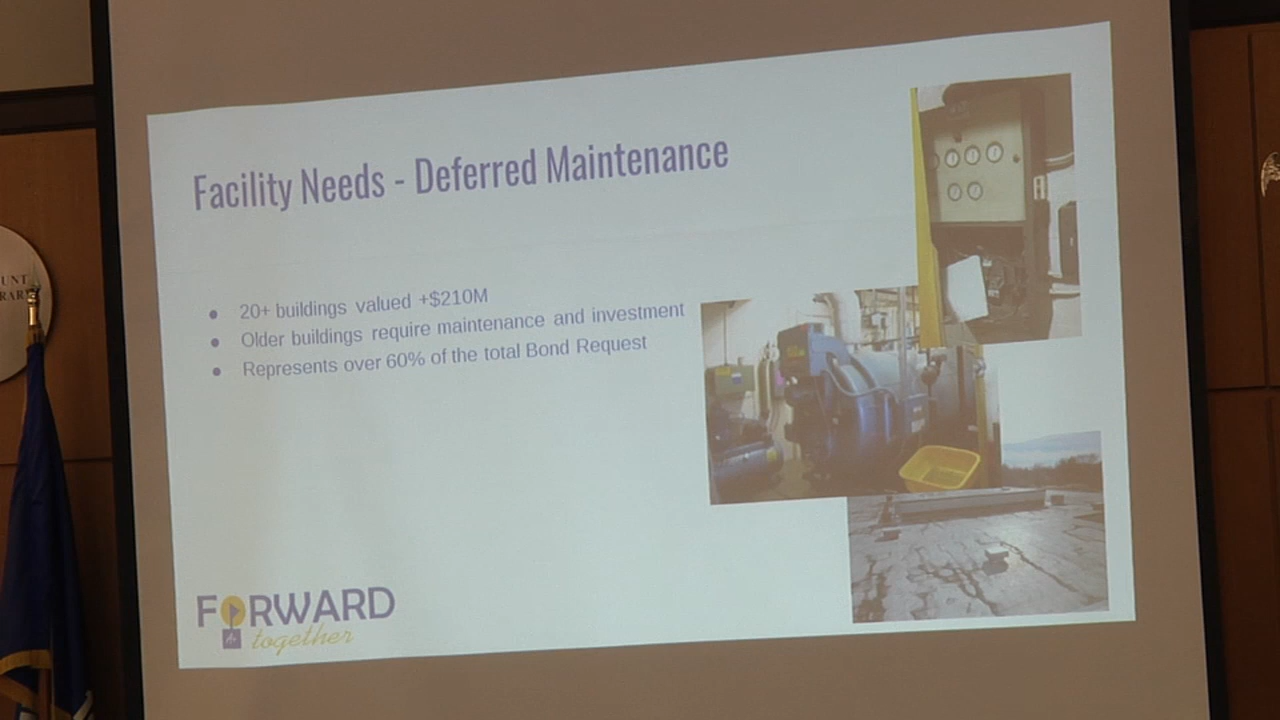 Facility Needs - Deferred Maintenance
20+ buildings valued +$210M
Older buildings require maintenance and investment
Represents over 60% of the total Bond Request
FORWARD
together